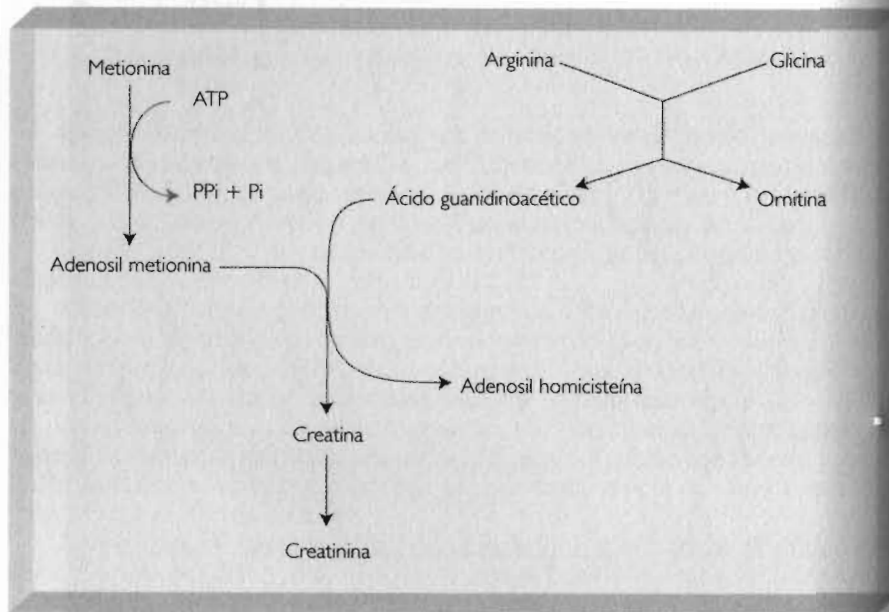 Metionina
ATP
PPi + Pi
Adenosil metionina
Arginina
Glicina
Ácido guanidinoacético
Ornitina
Adenosil homicisteína
Creatina
Creatinina